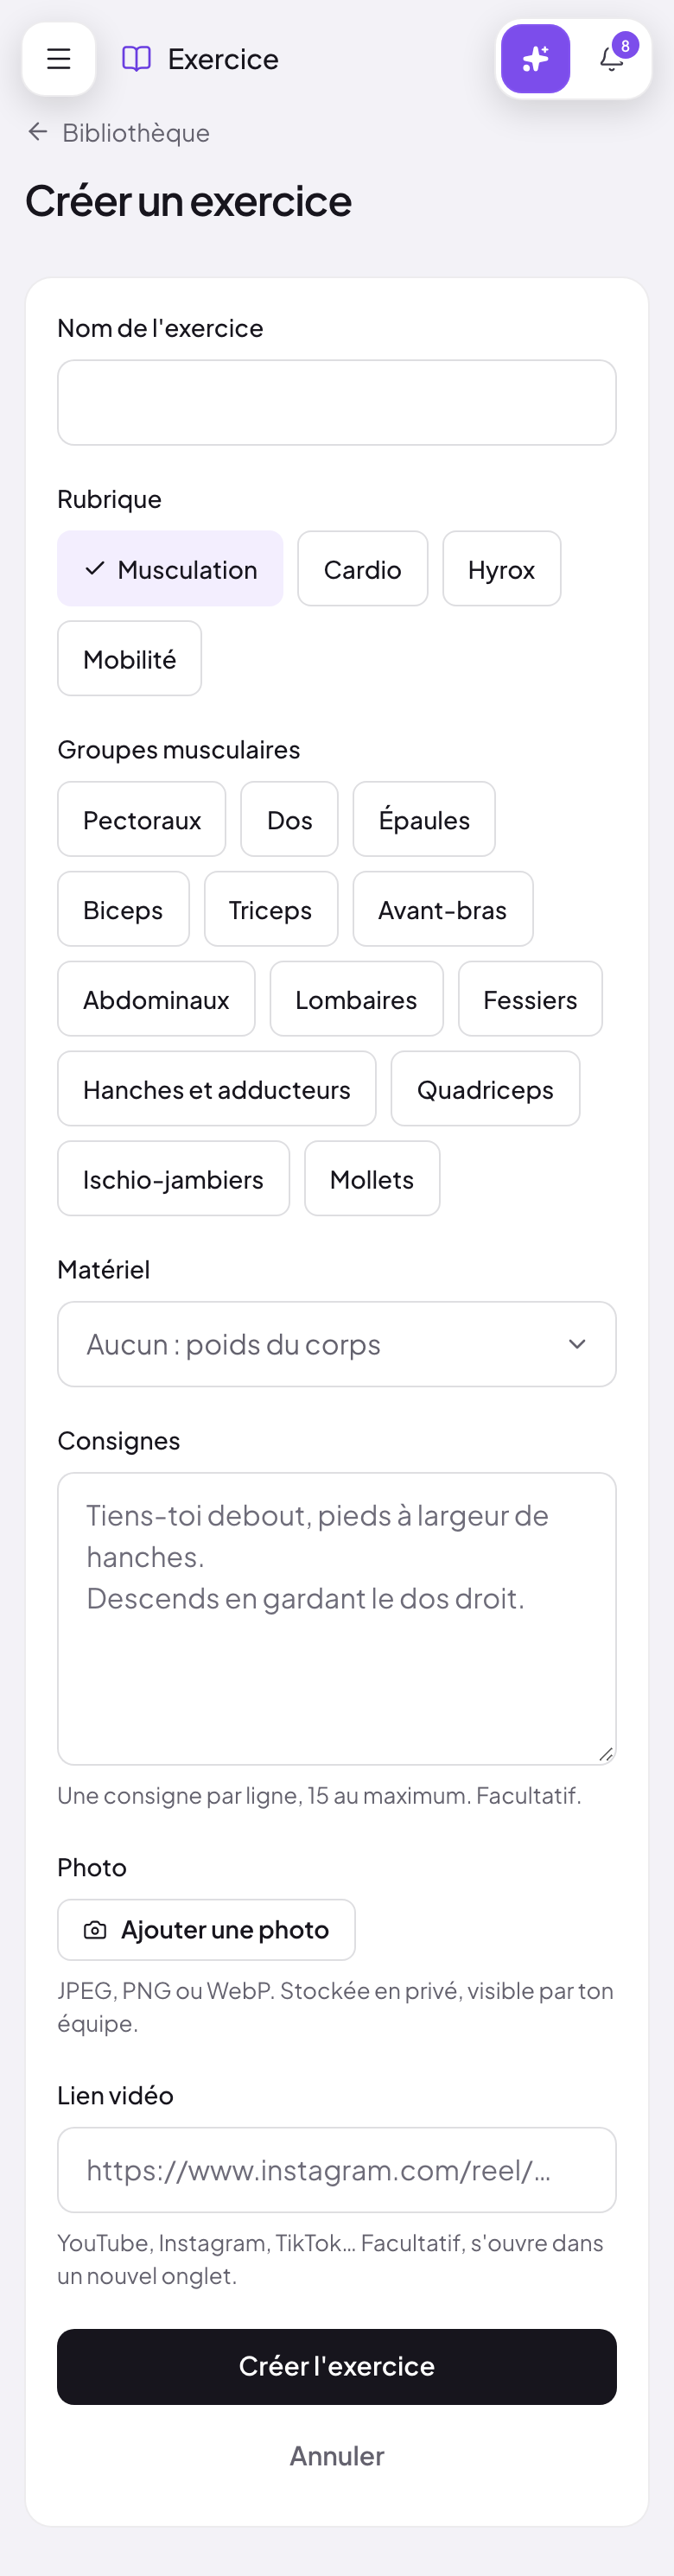 Exercice
8
Bibliothèque
Créer un exercice
Nom de l'exercice
Rubrique
Musculation
Cardio
Hyrox
Mobilité
Groupes musculaires
Pectoraux
Dos
Épaules
Biceps
Triceps
Avant-bras
Abdominaux
Lombaires
Fessiers
Hanches et adducteurs
Quadriceps
Ischio-jambiers
Mollets
Matériel
Aucun : poids du corps
Consignes
Tiens-toi debout, pieds à largeur de
hanches.
Descends en gardant le dos droit.
Une consigne par ligne, 15 au maximum. Facultatif.
Photo
Ajouter une photo
JPEG, PNG ou WebP. Stockée en privé, visible par ton
équipe.
Lien vidéo
https://www.instagram.com/reel/…
YouTube, Instagram, TikTok… Facultatif, s'ouvre dans
un nouvel onglet.
Créer l'exercice
Annuler